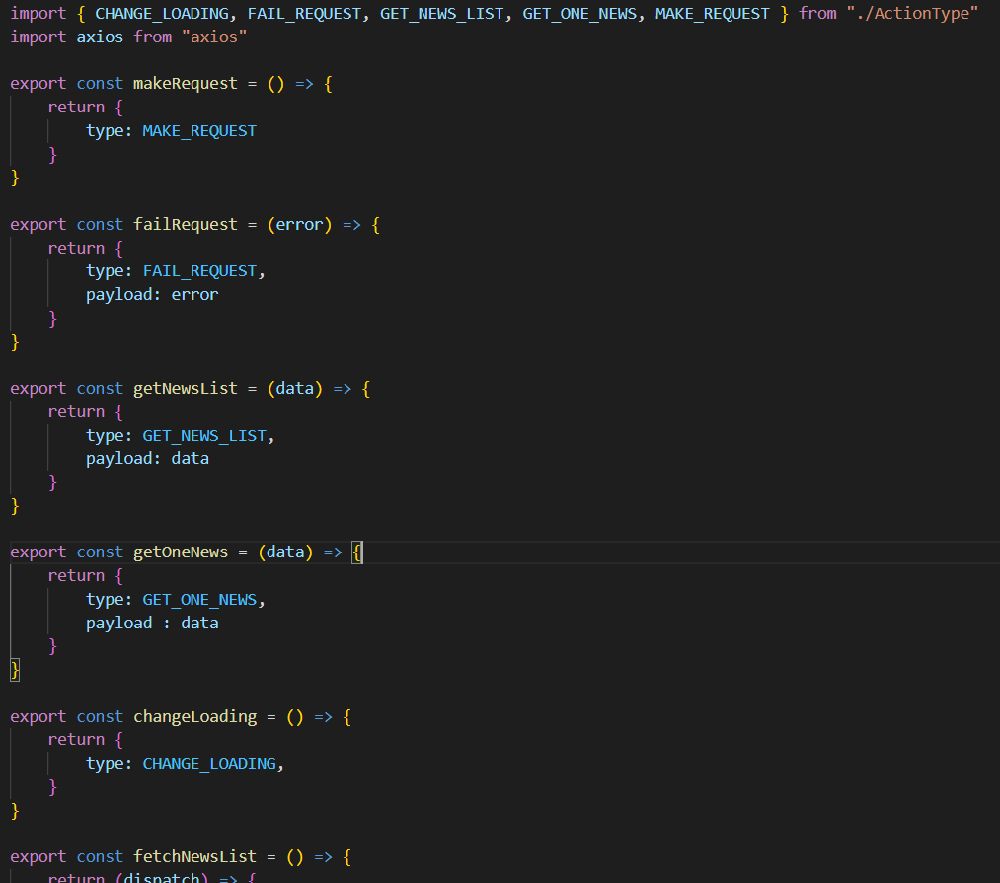 import { CHANGE_LOADING, FAIL_REQUEST, GET_NEWS_LIST, GET_ONE_NEWS, MAKE_REQUEST } from "./ActionType"
import axios from "axios"

export const makeRequest = () => {
    return {
        type: MAKE_REQUEST
    }
}

export const failRequest = (error) => {
    return {
        type: FAIL_REQUEST,
        payload: error
    }
}

export const getNewsList = (data) => {
    return {
        type: GET_NEWS_LIST,
        payload: data
    }
}

export const getOneNews = (data) => {
    return {
        type: GET_ONE_NEWS,
        payload : data
    }
}

export const changeLoading = () => {
    return {
        type: CHANGE_LOADING,
    }
}

export const fetchNewsList = () => {
    return (dispatch) => {